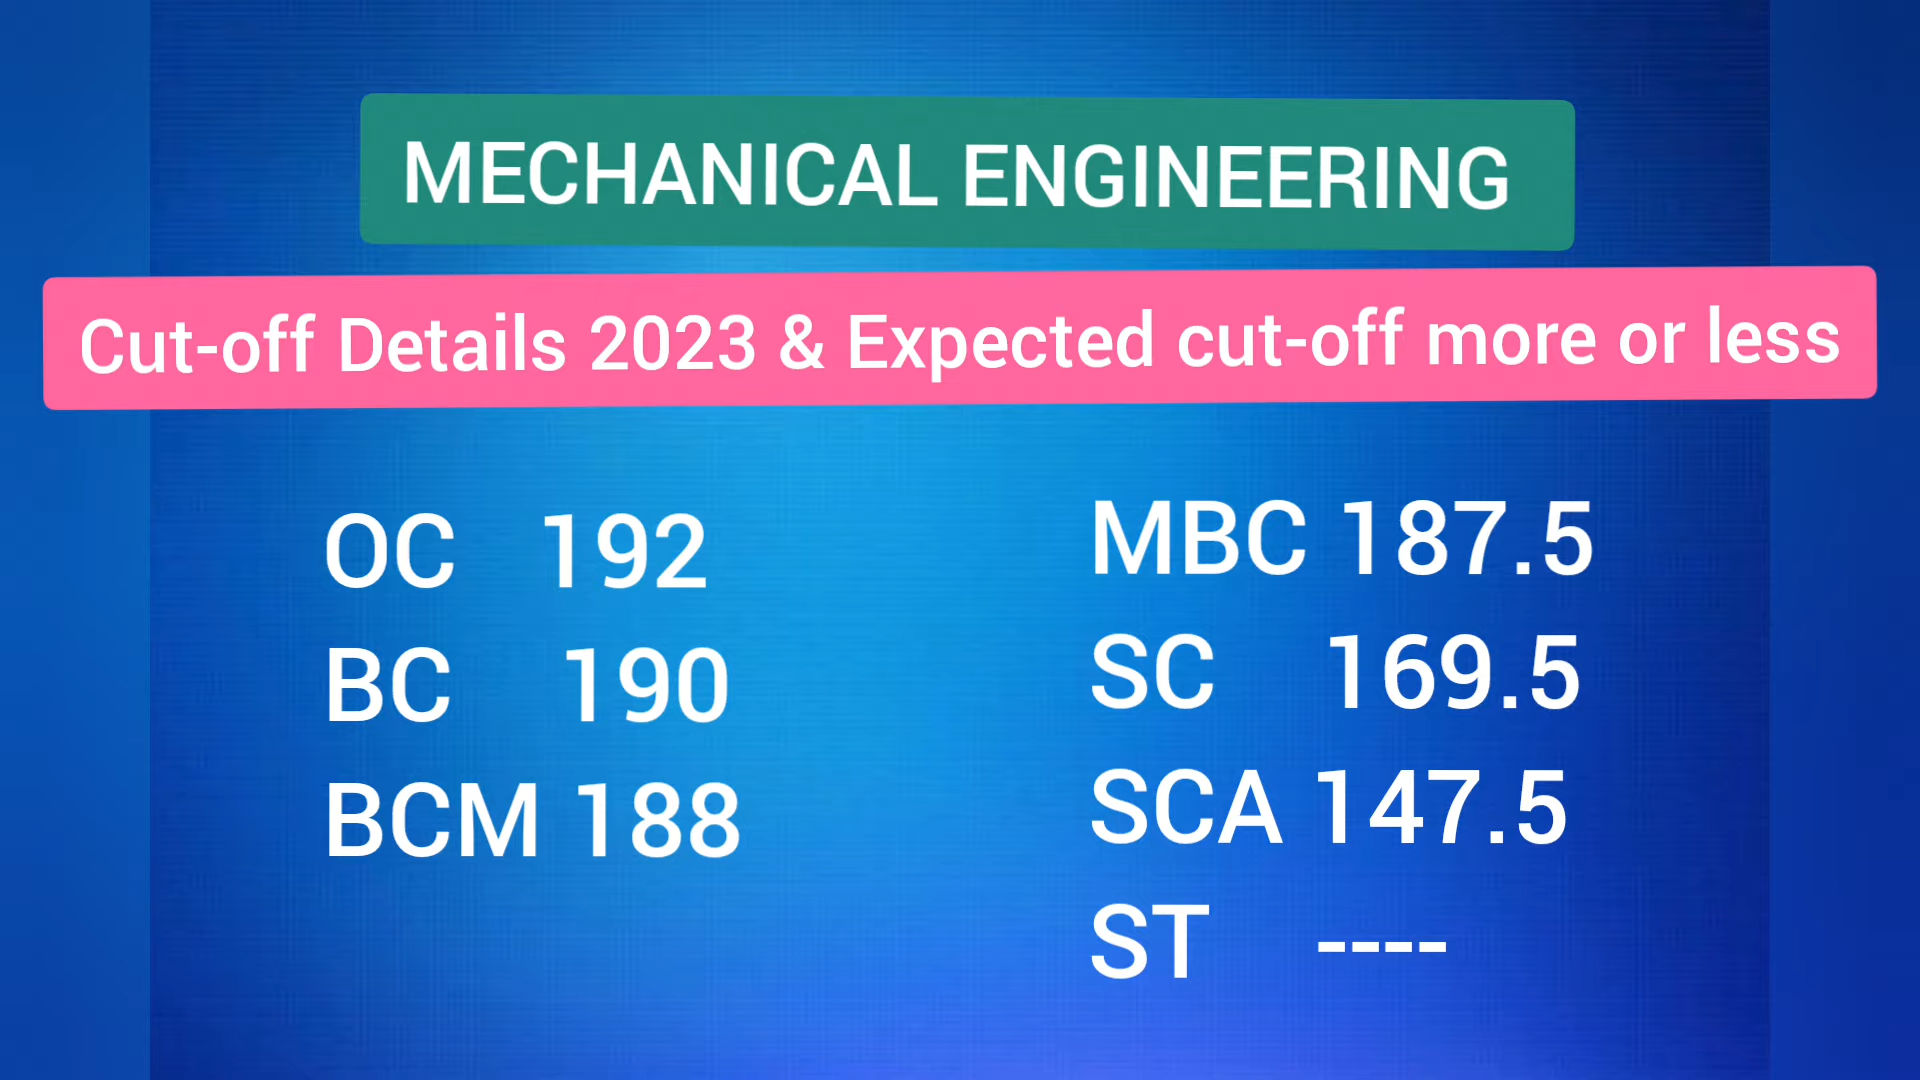 MECHANICAL ENGINEERING
Cut-off Details 2023 & Expected cut-off more or less
OC 192
BC 190
BCM 188
MBC 187.5
SC 169.5
SCA 147.5
ST ----